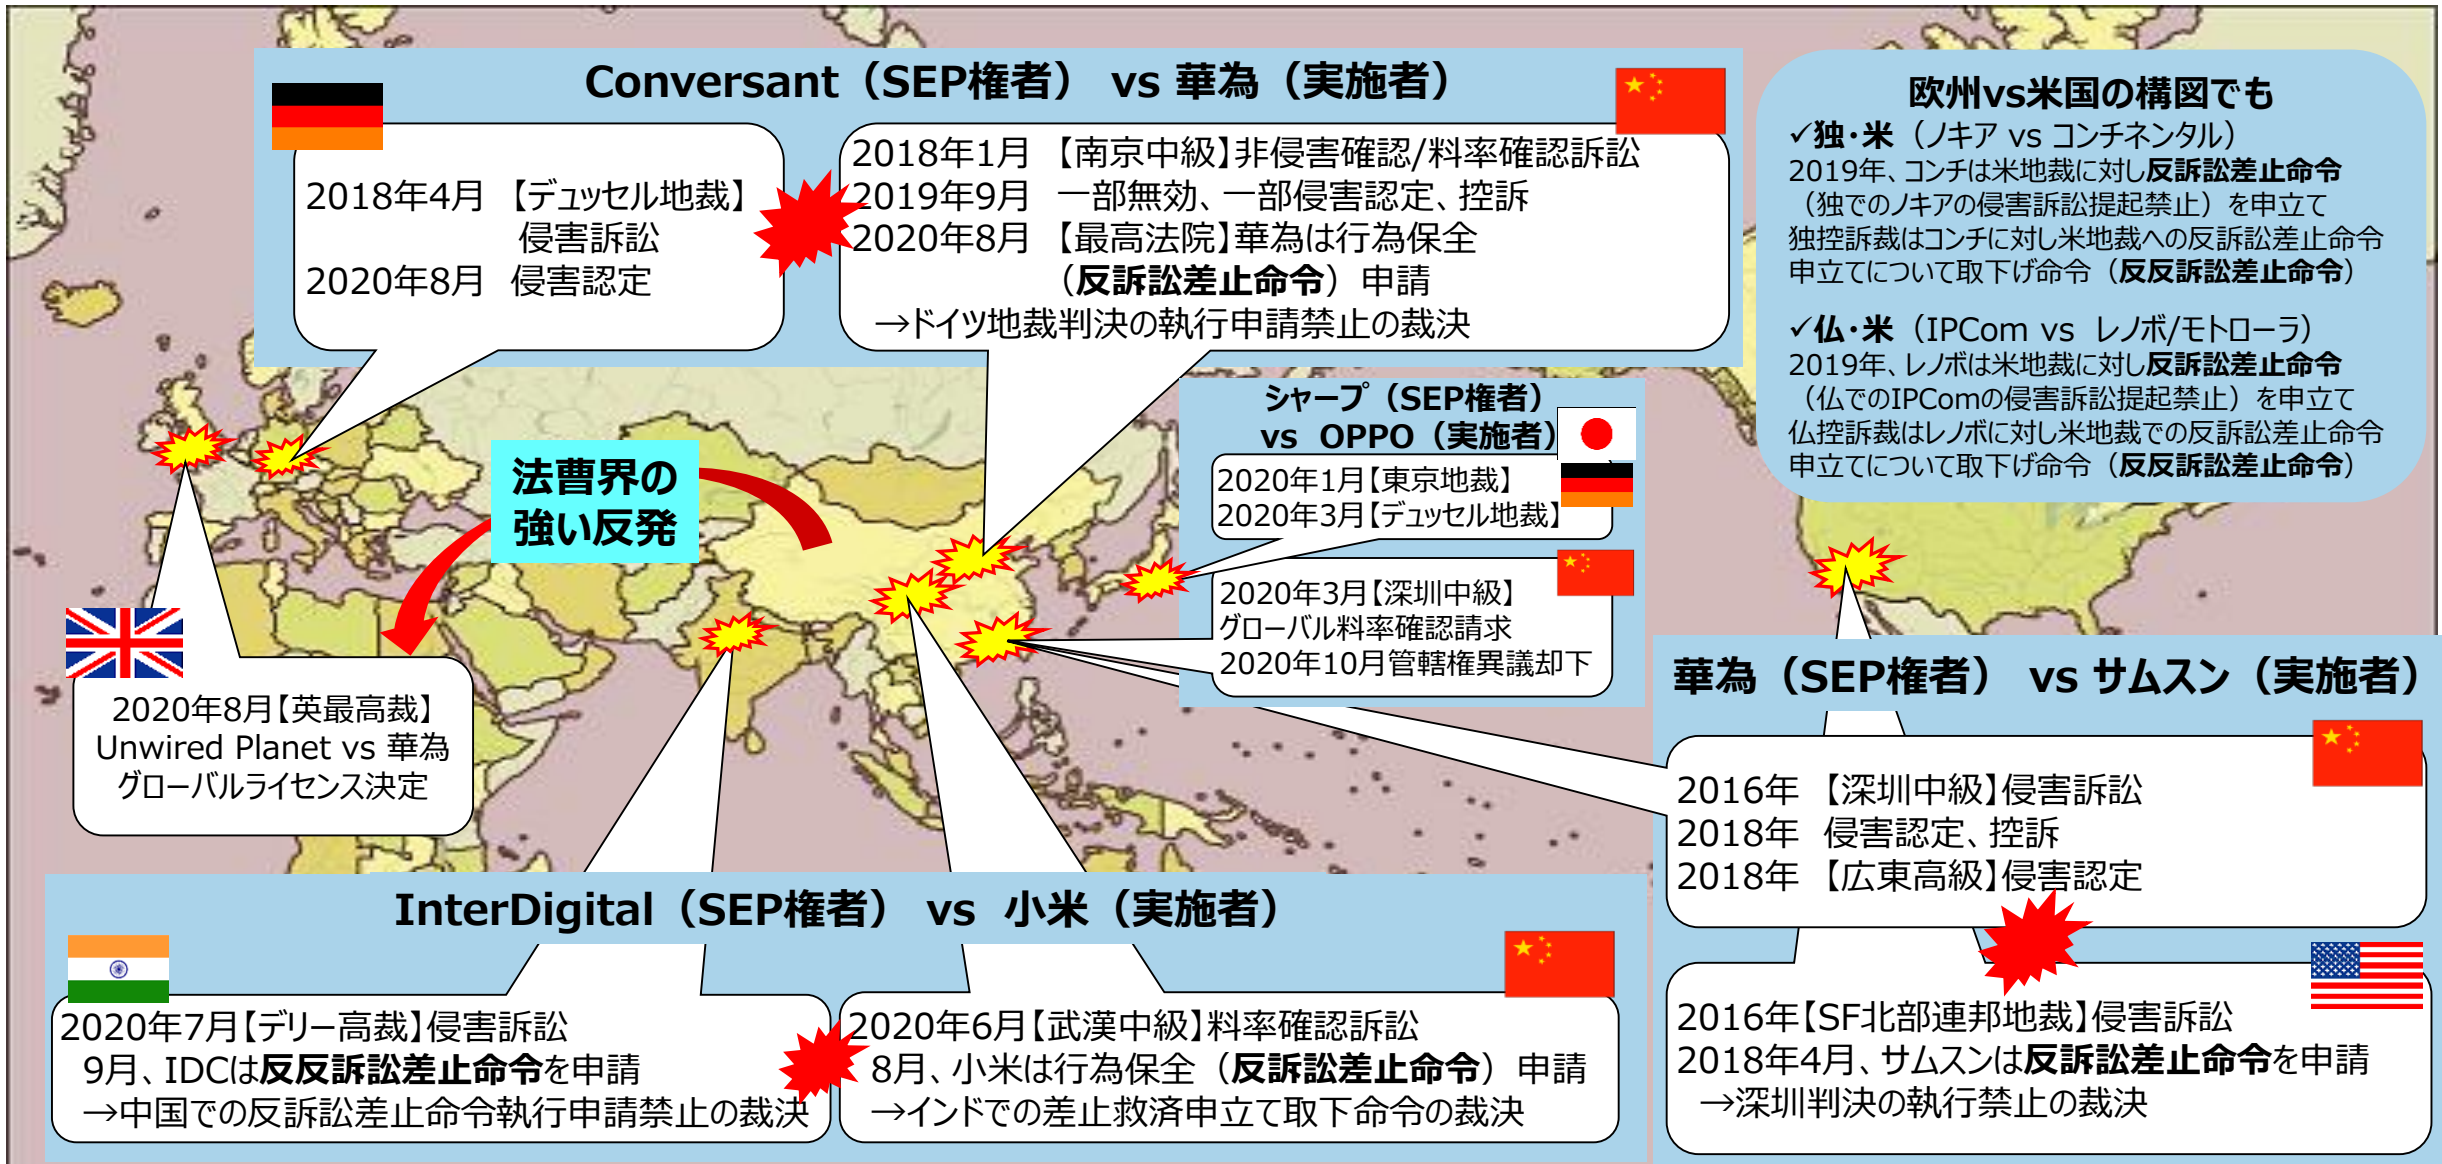 Conversant（SEP権者） vs 華為（実施者）
2018年4月 【デュッセル地裁】
侵害訴訟
2020年8月 侵害認定
2018年1月 【南京中級】非侵害確認/料率確認訴訟
2019年9月 一部無効、一部侵害認定、控訴
2020年8月 【最高法院】華為は行為保全
（反訴訟差止命令）申請
→ドイツ地裁判決の執行申請禁止の裁決
欧州vs米国の構図でも
✓独・米（ノキア vs コンチネンタル）
2019年、コンチは米地裁に対し反訴訟差止命令
（独でのノキアの侵害訴訟提起禁止）を申立て
独控訴裁はコンチに対し米地裁への反訴訟差止命令
申立てについて取下げ命令（反反訴訟差止命令）
✓仏・米（IPCom vs レノボ/モトローラ）
2019年、レノボは米地裁に対し反訴訟差止命令
（仏でのIPComの侵害訴訟提起禁止）を申立て
仏控訴裁はレノボに対し米地裁での反訴訟差止命令
申立てについて取下げ命令（反反訴訟差止命令）
シャープ（SEP権者）
vs OPPO（実施者）
2020年1月【東京地裁】
2020年3月【デュッセル地裁】
2020年3月【深圳中級】
グローバル料率確認請求
2020年10月管轄権異議却下
法曹界の
強い反発
2020年8月【英最高裁】
Unwired Planet vs 華為
グローバルライセンス決定
華為（SEP権者） vs サムスン（実施者）
2016年 【深圳中級】侵害訴訟
2018年 侵害認定、控訴
2018年 【広東高級】侵害認定
2016年【SF北部連邦地裁】侵害訴訟
2018年4月、サムスンは反訴訟差止命令を申請
→深圳判決の執行禁止の裁決
InterDigital（SEP権者） vs 小米（実施者）
2020年7月【デリー高裁】侵害訴訟
9月、IDCは反反訴訟差止命令を申請
→中国での反訴訟差止命令執行申請禁止の裁決
2020年6月【武漢中級】料率確認訴訟
8月、小米は行為保全（反訴訟差止命令）申請
→インドでの差止救済申立て取下命令の裁決